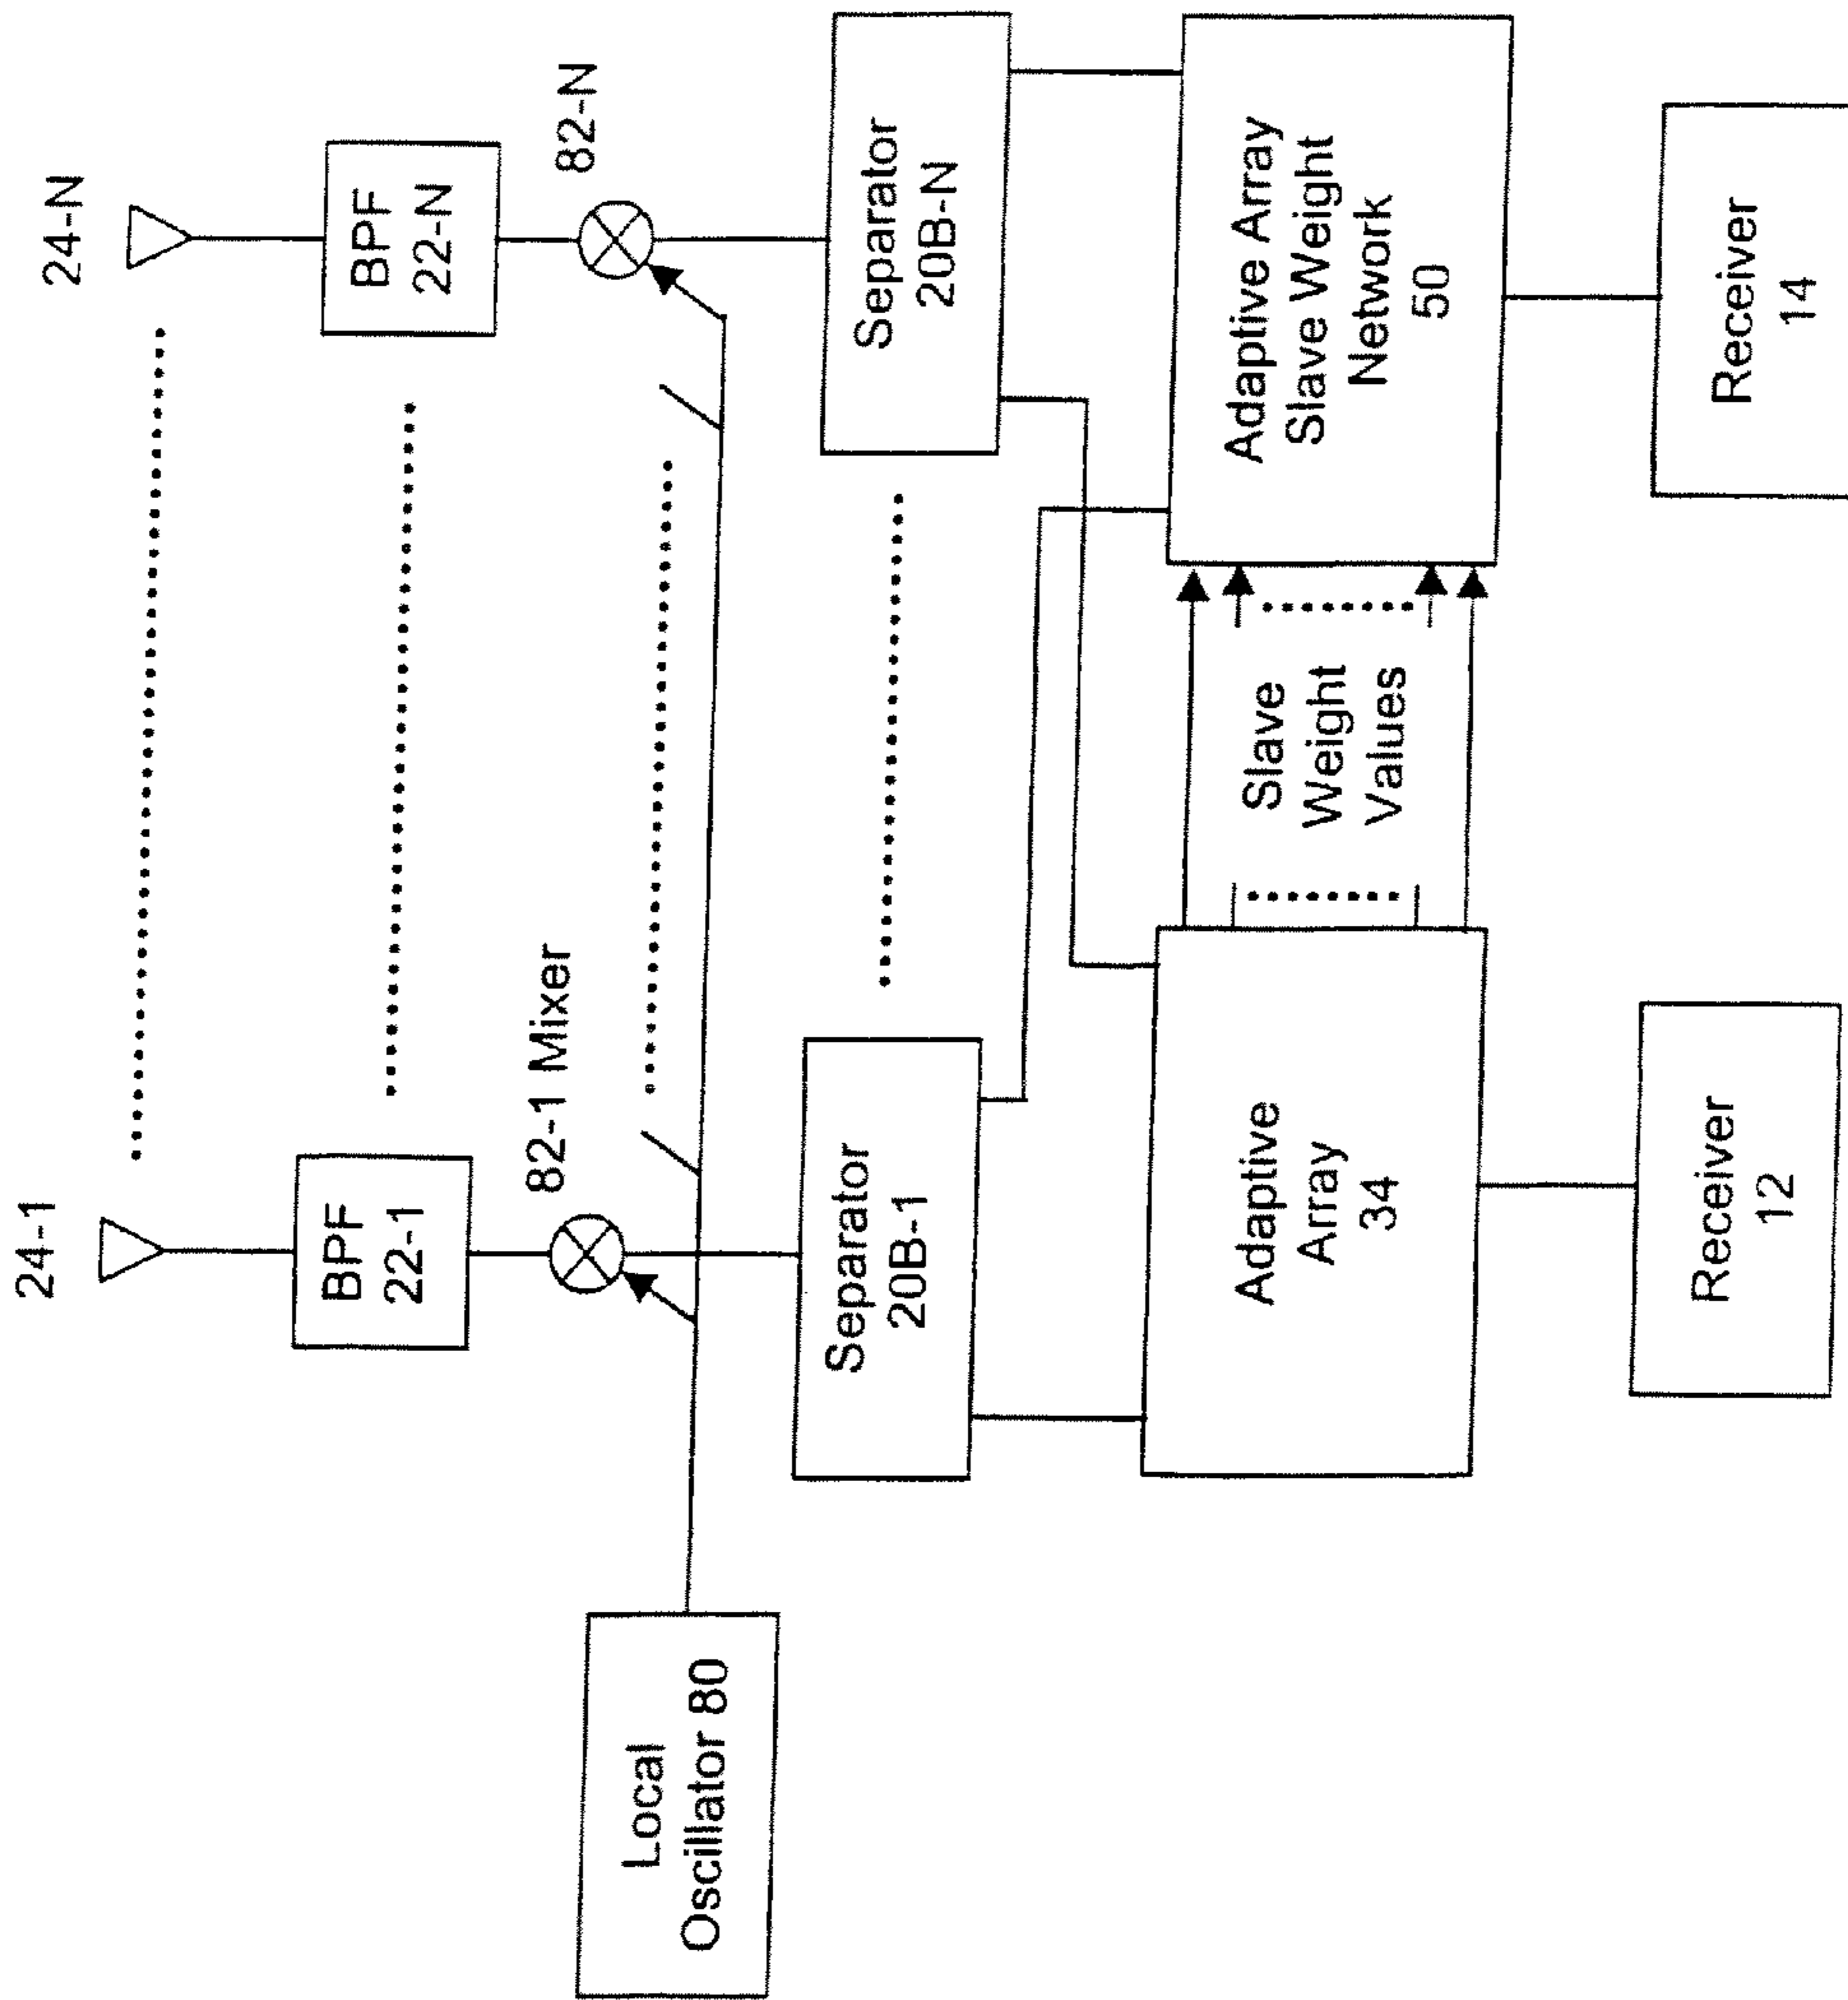 24-1
24-N
BPF
22-1
BPF
22-N
82-1 Mixer
82-N
Local
Oscillator 80
Separator
20B-1
Separator
20B-N
Adaptive
Array
34
Slave
Weight
Values
Adaptive Array
Slave Weight
Network
50
Receiver
12
Receiver
14